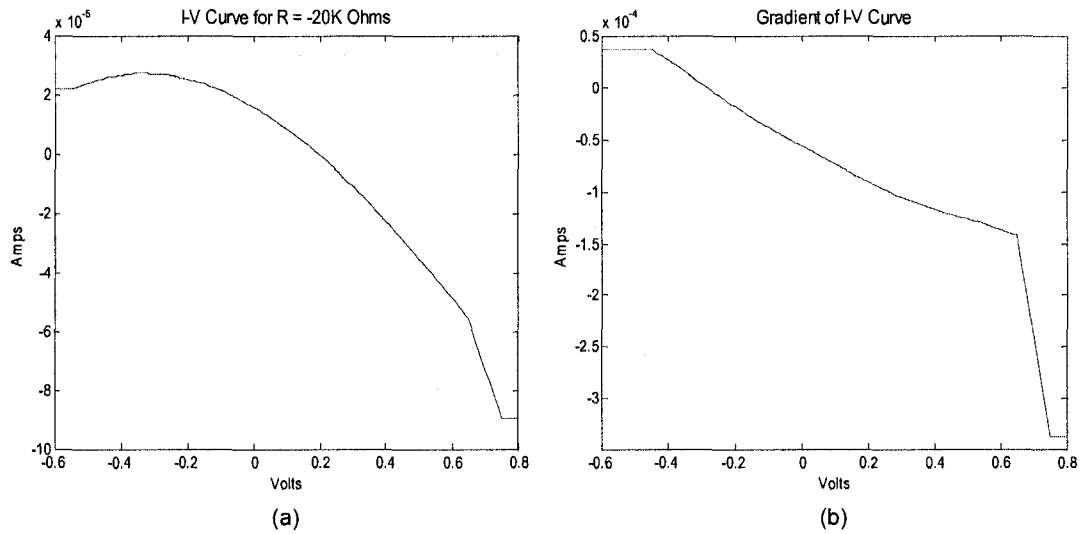 x 10^-5
I-V Curve for R = -20K Ohms
4
2
0
-2
-4
-6
-8
-10
Amps
-0.6 -0.4 -0.2 0 0.2 0.4 0.6 0.8
Volts
(a)
x 10^-4
Gradient of I-V Curve
0.5
0
-0.5
-1
-1.5
-2
-2.5
-3
Amps
-0.6 -0.4 -0.2 0 0.2 0.4 0.6 0.8
Volts
(b)